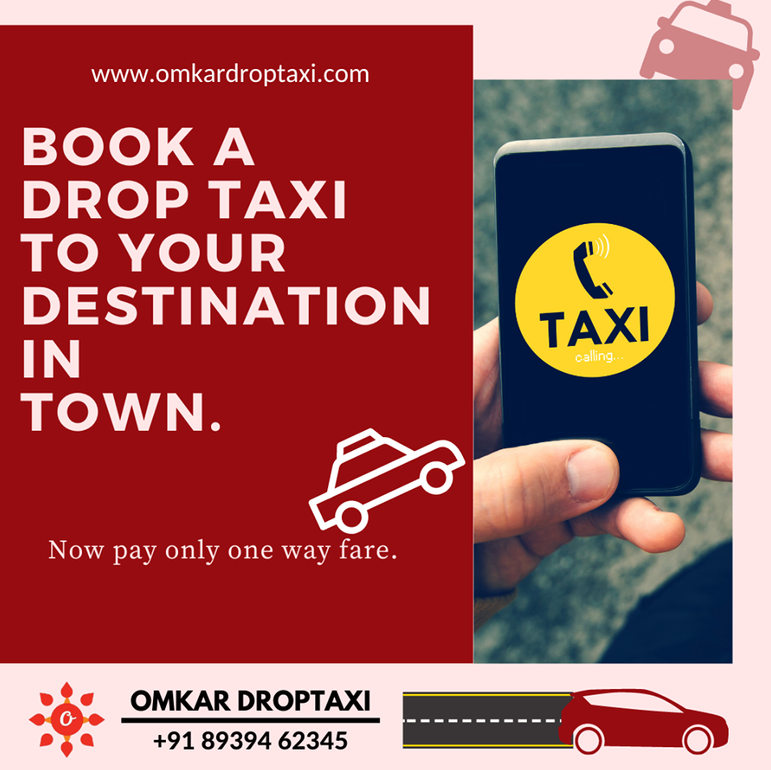 www.omkardroptaxi.com
BOOK A
DROP TAXI
TO YOUR
DESTINATION
IN
TOWN.
Now pay only one way fare.
TAXI
calling...
OMKAR DROPTAXI
+91 89394 62345